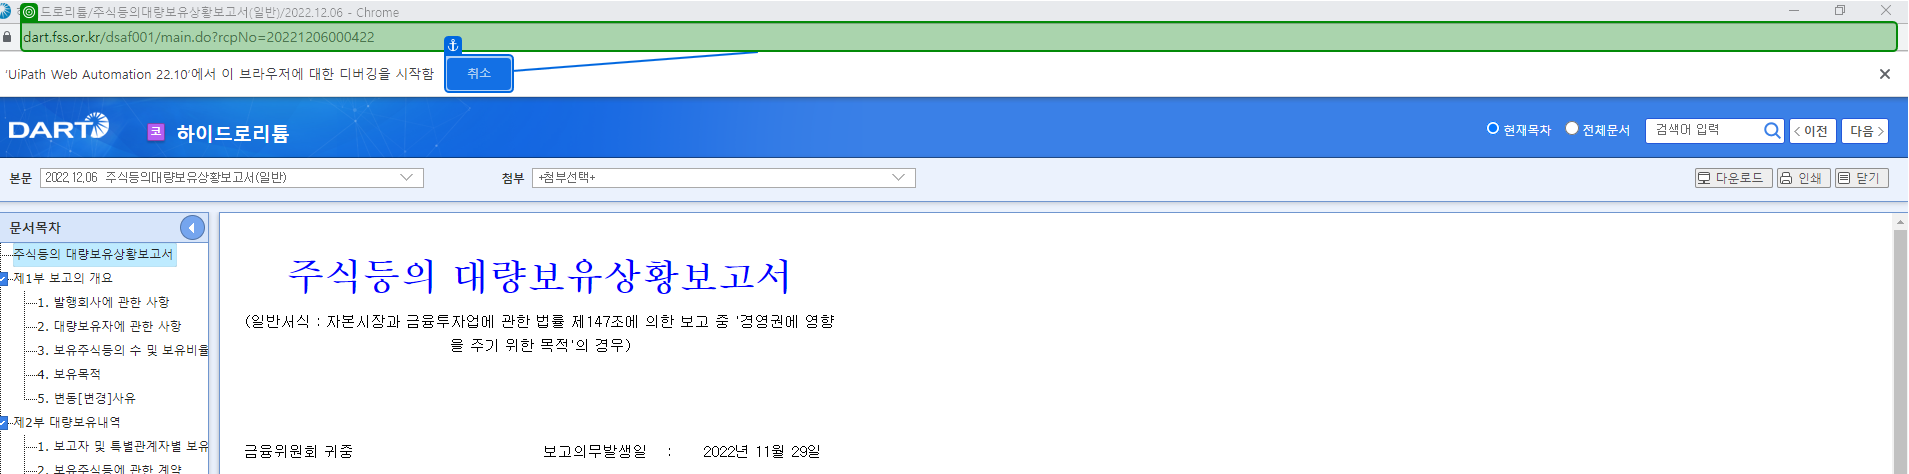 드로리튬/주식등의대량보유상황보고서(일반)/2022.12.06 - Chrome
dart.fss.or.kr/dsaf001/main.do?rcpNo=20221206000422
'UiPath Web Automation 22.10'에서 이 브라우저에 대한 디버깅을 시작함
취소
DART
코 하이드로리튬
현재목차 전체문서 검색어 입력 이전 다음
본문 2022.12.06 주식등의대량보유상황보고서(일반) 첨부 +첨부선택+ 다운로드 인쇄 닫기
문서목차
주식등의 대량보유상황보고서
제1부 보고의 개요
1. 발행회사에 관한 사항
2. 대량보유자에 관한 사항
3. 보유주식등의 수 및 보유비율
4. 보유목적
5. 변동[변경]사유
제2부 대량보유내역
1. 보고자 및 특별관계자별 보유
2. 보유주식등에 관한 계약
주식등의 대량보유상황보고서
(일반서식 : 자본시장과 금융투자업에 관한 법률 제147조에 의한 보고 중 '경영권에 영향
을 주기 위한 목적'의 경우)
금융위원회 귀중 보고의무발생일 : 2022년 11월 29일